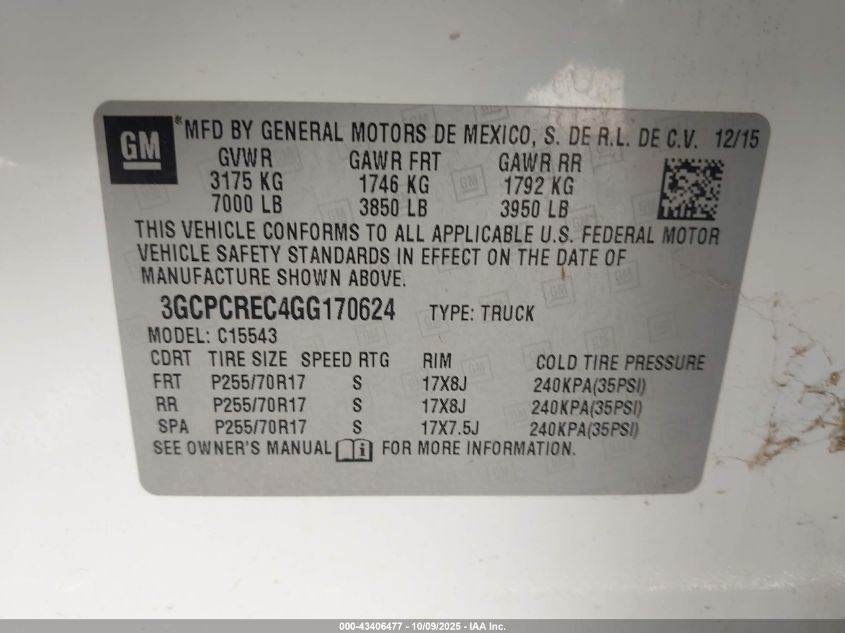 GM
*MFD BY GENERAL MOTORS DE MEXICO, S. DE R.L. DE C.V. 12/15
GVWR GAWR FRT GAWR RR
3175 KG 1746 KG 1792 KG
7000 LB 3850 LB 3950 LB
THIS VEHICLE CONFORMS TO ALL APPLICABLE U.S. FEDERAL MOTOR
VEHICLE SAFETY STANDARDS IN EFFECT ON THE DATE OF
MANUFACTURE SHOWN ABOVE.
3GCPCREC4GG170624 TYPE: TRUCK
MODEL: C15543
CDRT TIRE SIZE SPEED RTG RIM COLD TIRE PRESSURE
FRT P255/70R17 S 17X8J 240KPA(35PSI)
RR P255/70R17 S 17X8J 240KPA(35PSI)
SPA P255/70R17 S 17X7.5J 240KPA(35PSI)
SEE OWNER'S MANUAL FOR MORE INFORMATION.
000-43406477 - 10/09/2025 - IAA Inc.